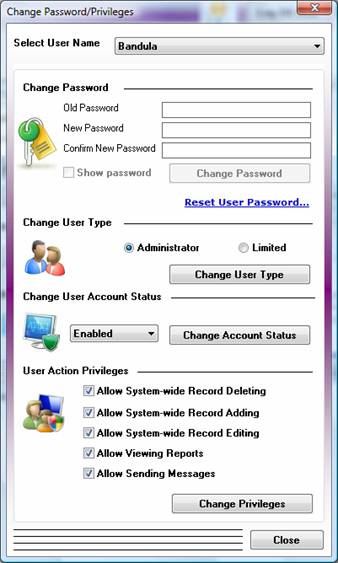 Change Password/Privileges
Select User Name
Bandula
Change Password
Old Password
New Password
Confirm New Password
Show password
Change Password
Reset User Password...
Change User Type
Administrator
Limited
Change User Type
Change User Account Status
Enabled
Change Account Status
User Action Privileges
Allow System-wide Record Deleting
Allow System-wide Record Adding
Allow System-wide Record Editing
Allow Viewing Reports
Allow Sending Messages
Change Privileges
Close